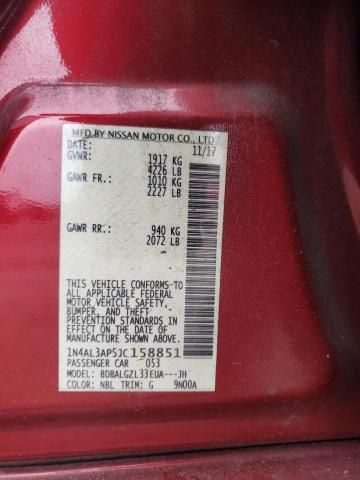 MFD BY NISSAN MOTOR CO., LTD
DATE: 11/17
GVWR: 1917 KG
4226 LB
GAWR FR: 1010 KG
2227 LB
GAWR RR: 940 KG
2072 LB
THIS VEHICLE CONFORMS TO ALL
APPLICABLE FEDERAL
MOTOR VEHICLE SAFETY,
BUMPER, AND THEFT
PREVENTION STANDARDS
IN EFFECT ON THE DATE OF
MANUFACTURE SHOWN ABOVE.
1N4AL3AP5JC158851
PASSENGER CAR 053
MODEL: BDBALGZL33EUA---JH
COLOR: NBL TRIM: G 9N00A